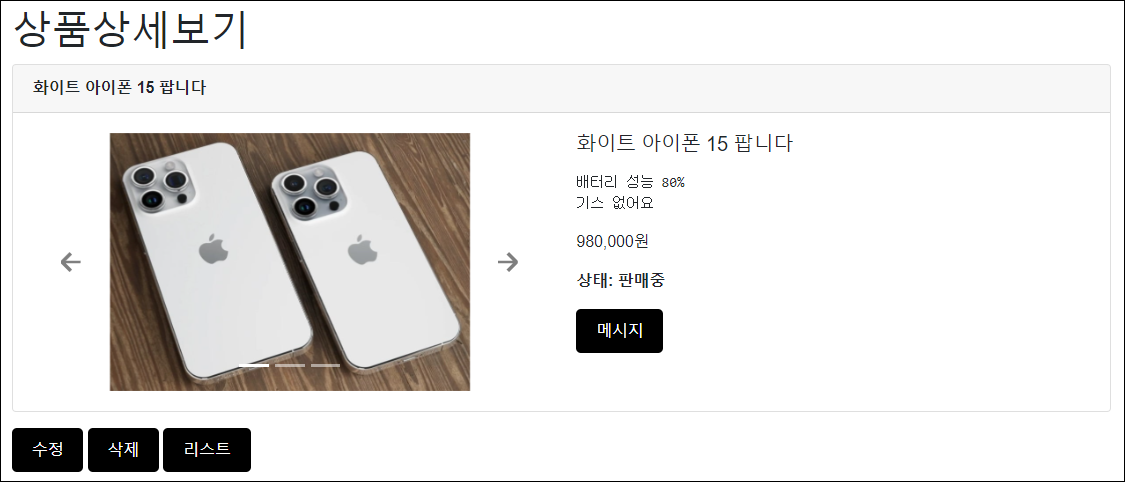 상품상세보기
화이트 아이폰 15 팝니다
화이트 아이폰 15 팝니다
배터리 성능 80%
기스 없어요
980,000원
상태: 판매중
메시지
수정 삭제 리스트